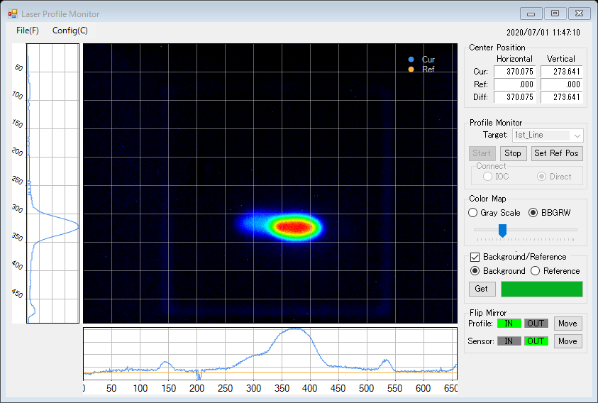 Laser Profile Monitor
File(F) Config(C)
2020/07/01 11:47:10
Cur
Ref
50
100
150
200
250
300
350
400
450
0 50 100 150 200 250 300 350 400 450 500 550 600 650
Center Position
Horizontal Vertical
Cur: 370.075 273.641
Ref: .000 .000
Diff: 370.075 273.641
Profile Monitor
Target: 1st_Line
Start Stop Set Ref Pos
Connect
IOC Direct
Color Map
Gray Scale BBGRW
Background/Reference
Background Reference
Get
Flip Mirror
Profile: IN OUT Move
Sensor: IN OUT Move